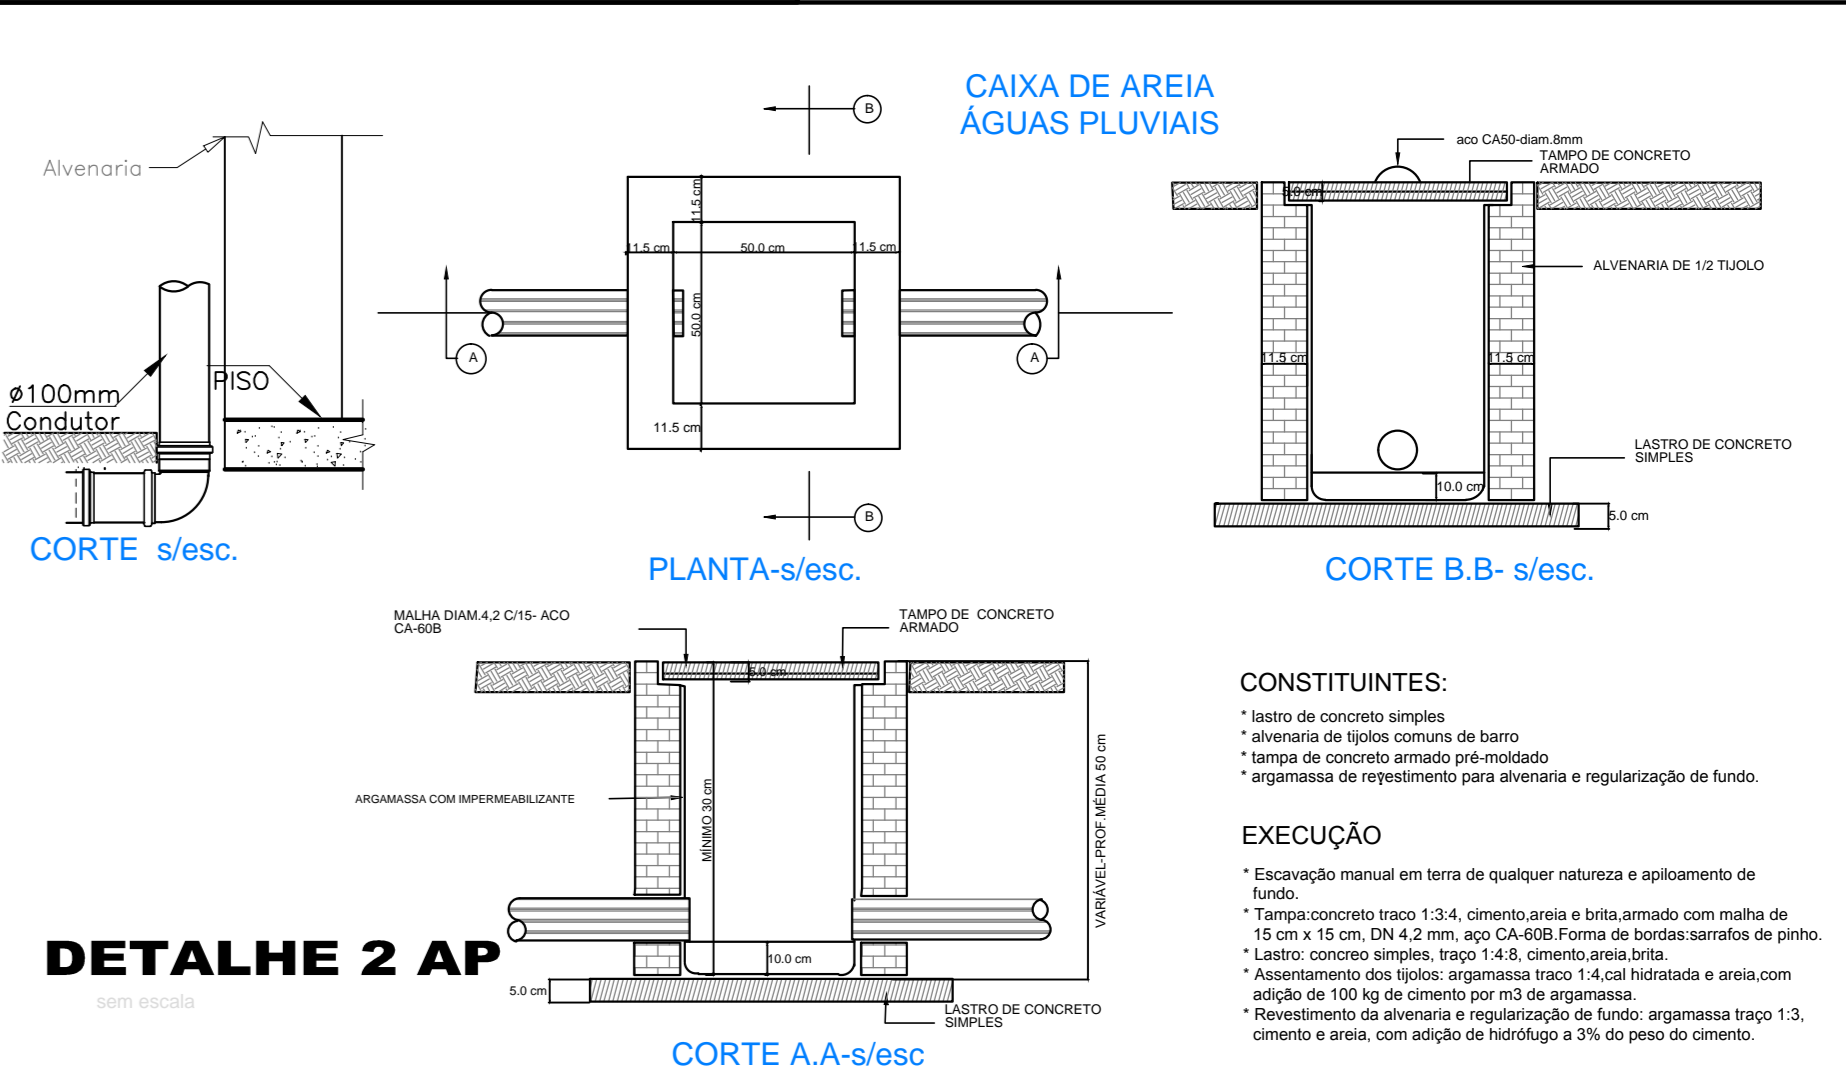 CAIXA DE AREIA
ÁGUAS PLUVIAIS
Alvenaria
ø100mm
Condutor
PISO
CORTE s/esc.
B
11.5 cm
11.5 cm
50.0 cm
11.5 cm
50.0 cm
A
A
11.5 cm
B
PLANTA-s/esc.
aco CA50-diam.8mm
TAMPO DE CONCRETO
ARMADO
5.0 cm
ALVENARIA DE 1/2 TIJOLO
11.5 cm
11.5 cm
LASTRO DE CONCRETO
SIMPLES
10.0 cm
5.0 cm
CORTE B.B- s/esc.
MALHA DIAM.4,2 C/15- ACO
CA-60B
TAMPO DE CONCRETO
ARMADO
5.0 cm
ARGAMASSA COM IMPERMEABILIZANTE
MÍNIMO 30 cm
VARIÁVEL-PROF.MÉDIA 50 cm
10.0 cm
5.0 cm
LASTRO DE CONCRETO
SIMPLES
CORTE A.A-s/esc
DETALHE 2 AP
sem escala
CONSTITUINTES:
* lastro de concreto simples
* alvenaria de tijolos comuns de barro
* tampa de concreto armado pré-moldado
* argamassa de revestimento para alvenaria e regularização de fundo.
EXECUÇÃO
* Escavação manual em terra de qualquer natureza e apiloamento de
fundo.
* Tampa:concreto traco 1:3:4, cimento,areia e brita,armado com malha de
15 cm x 15 cm, DN 4,2 mm, aço CA-60B.Forma de bordas:sarrafos de pinho.
* Lastro: concreo simples, traço 1:4:8, cimento,areia,brita.
* Assentamento dos tijolos: argamassa traco 1:4,cal hidratada e areia,com
adição de 100 kg de cimento por m3 de argamassa.
* Revestimento da alvenaria e regularização de fundo: argamassa traço 1:3,
cimento e areia, com adição de hidrófugo a 3% do peso do cimento.